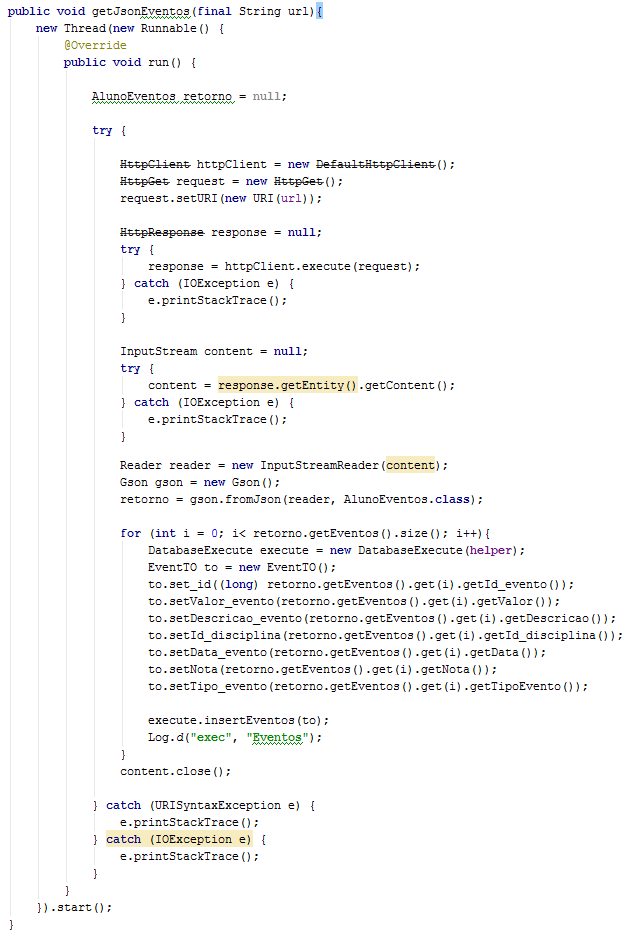 public void getJsonEventos(final String url){
    new Thread(new Runnable() {
        @Override
        public void run() {

            AlunoEventos retorno = null;

            try {

                HttpClient httpClient = new DefaultHttpClient();
                HttpGet request = new HttpGet();
                request.setURI(new URI(url));

                HttpResponse response = null;
                try {
                    response = httpClient.execute(request);
                } catch (IOException e) {
                    e.printStackTrace();
                }

                InputStream content = null;
                try {
                    content = response.getEntity().getContent();
                } catch (IOException e) {
                    e.printStackTrace();
                }

                Reader reader = new InputStreamReader(content);
                Gson gson = new Gson();
                retorno = gson.fromJson(reader, AlunoEventos.class);

                for (int i = 0; i< retorno.getEventos().size(); i++){
                    DatabaseExecute execute = new DatabaseExecute(helper);
                    EventTO to = new EventTO();
                    to.set_id((long) retorno.getEventos().get(i).getId_evento());
                    to.setValor_evento(retorno.getEventos().get(i).getValor());
                    to.setDescricao_evento(retorno.getEventos().get(i).getDescricao());
                    to.setId_disciplina(retorno.getEventos().get(i).getId_disciplina());
                    to.setData_evento(retorno.getEventos().get(i).getData());
                    to.setNota(retorno.getEventos().get(i).getNota());
                    to.setTipo_evento(retorno.getEventos().get(i).getTipoEvento());

                    execute.insertEventos(to);
                    Log.d("exec", "Eventos");
                }
                content.close();

            } catch (URISyntaxException e) {
                e.printStackTrace();
            } catch (IOException e) {
                e.printStackTrace();
            }
        }
    }).start();
}